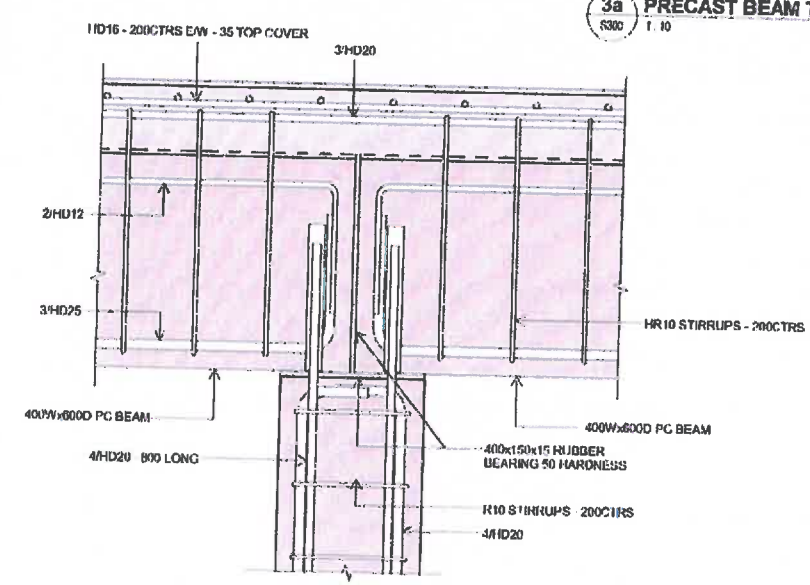 3a PRECAST BEAM
S300 1:10
HD16 - 200CTRS E/W - 35 TOP COVER
3/HD20
2/HD12
3/HD25
HR10 STIRRUPS - 200CTRS
400Wx600D PC BEAM
400Wx600D PC BEAM
4/HD20 - 800 LONG
400x150x15 RUBBER
BEARING 50 HARDNESS
R10 STIRRUPS - 200CTRS
4/HD20